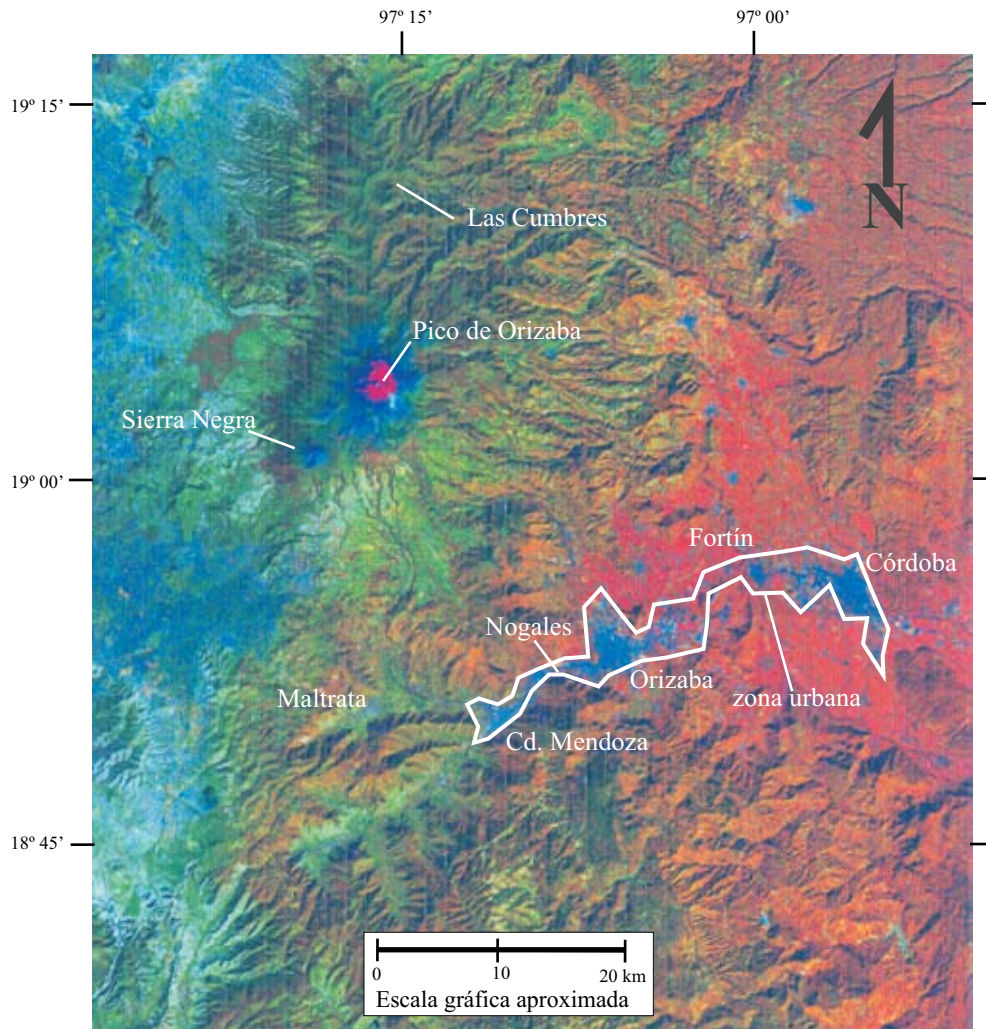 97º 15’
97º 00’
19º 15’
N
Las Cumbres
Pico de Orizaba
Sierra Negra
19º 00’
Fortín
Córdoba
Nogales
Orizaba
Maltrata
zona urbana
Cd. Mendoza
18º 45’
0 10 20 km
Escala gráfica aproximada